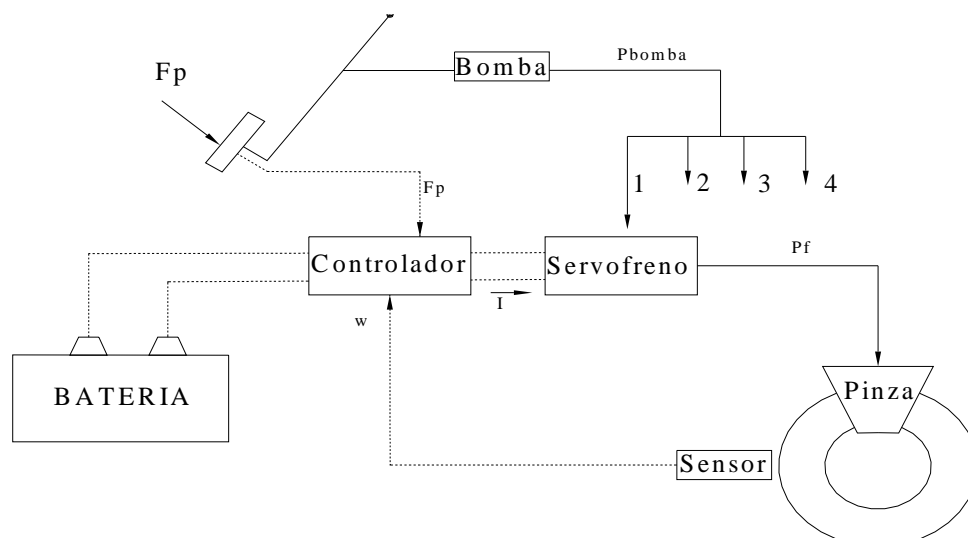 Fp
Bomba
Pbomba
1
2
3
4
Fp
Controlador
Servofreno
Pf
I
w
BATERIA
Pinza
Sensor